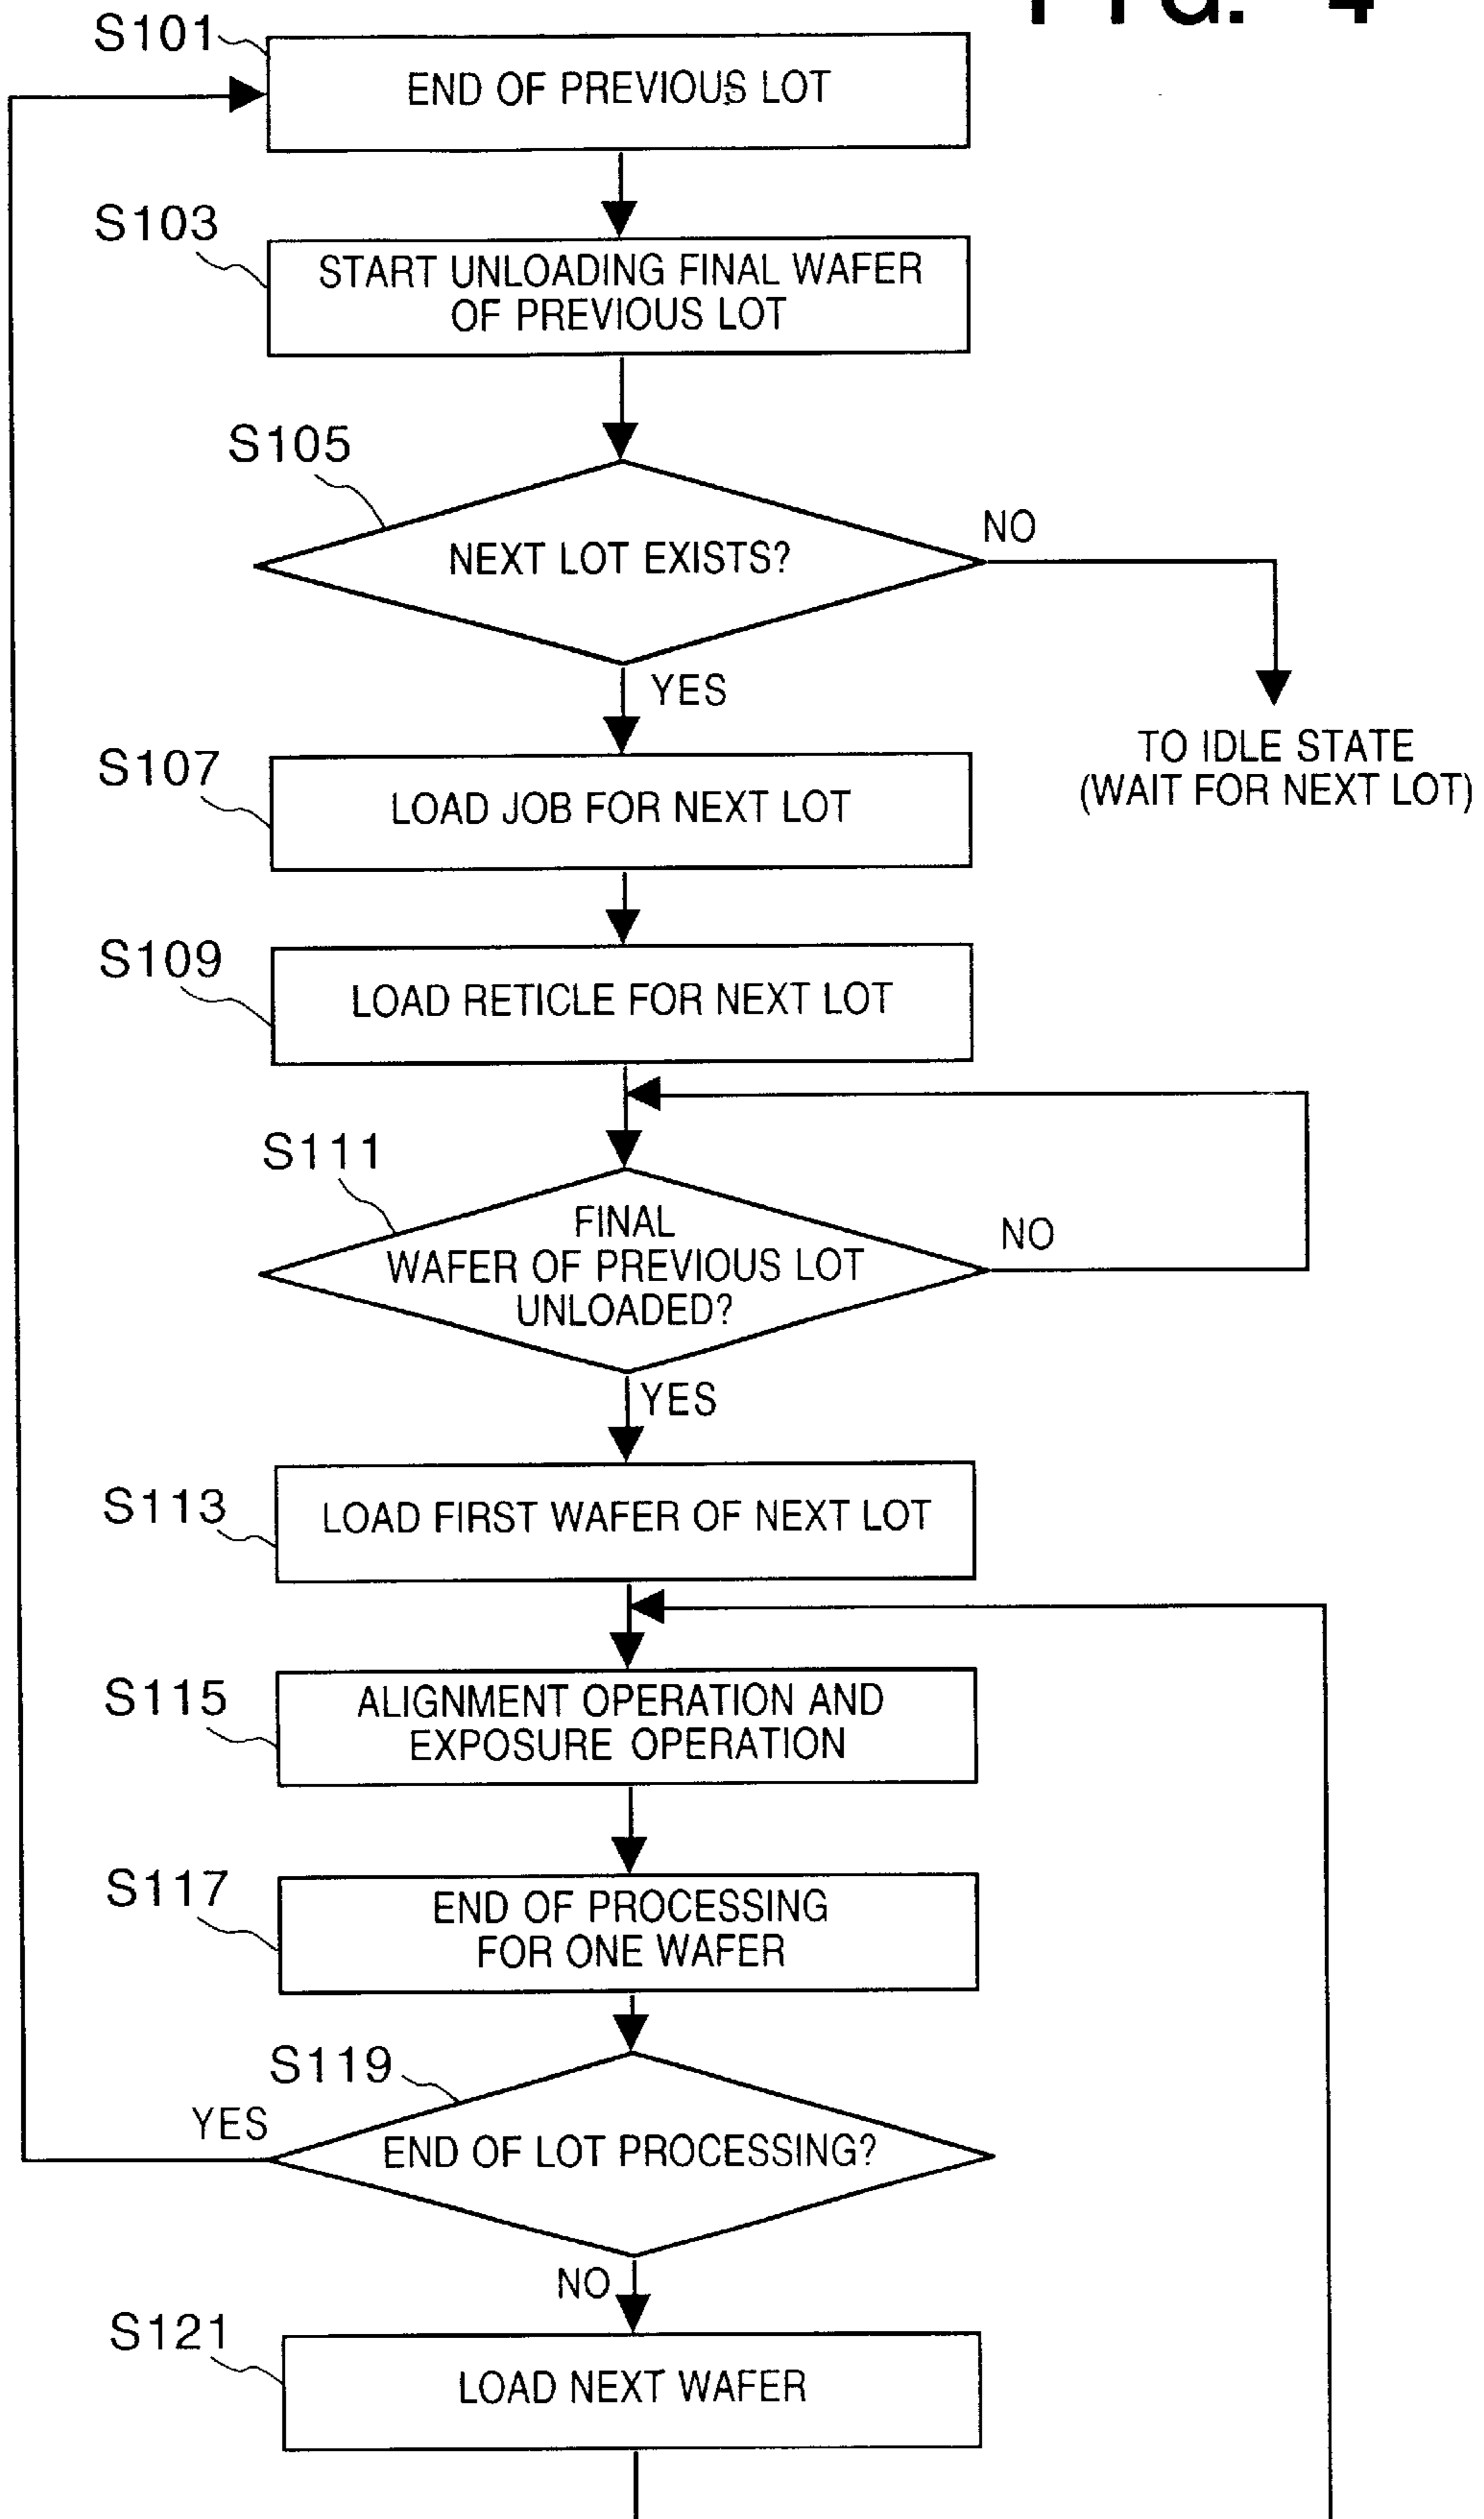 FIG. 4
S101
END OF PREVIOUS LOT
S103
START UNLOADING FINAL WAFER
OF PREVIOUS LOT
S105
NEXT LOT EXISTS?
NO
YES
TO IDLE STATE
(WAIT FOR NEXT LOT)
S107
LOAD JOB FOR NEXT LOT
S109
LOAD RETICLE FOR NEXT LOT
S111
FINAL
WAFER OF PREVIOUS LOT
UNLOADED?
NO
YES
S113
LOAD FIRST WAFER OF NEXT LOT
S115
ALIGNMENT OPERATION AND
EXPOSURE OPERATION
S117
END OF PROCESSING
FOR ONE WAFER
S119
YES
END OF LOT PROCESSING?
NO
S121
LOAD NEXT WAFER